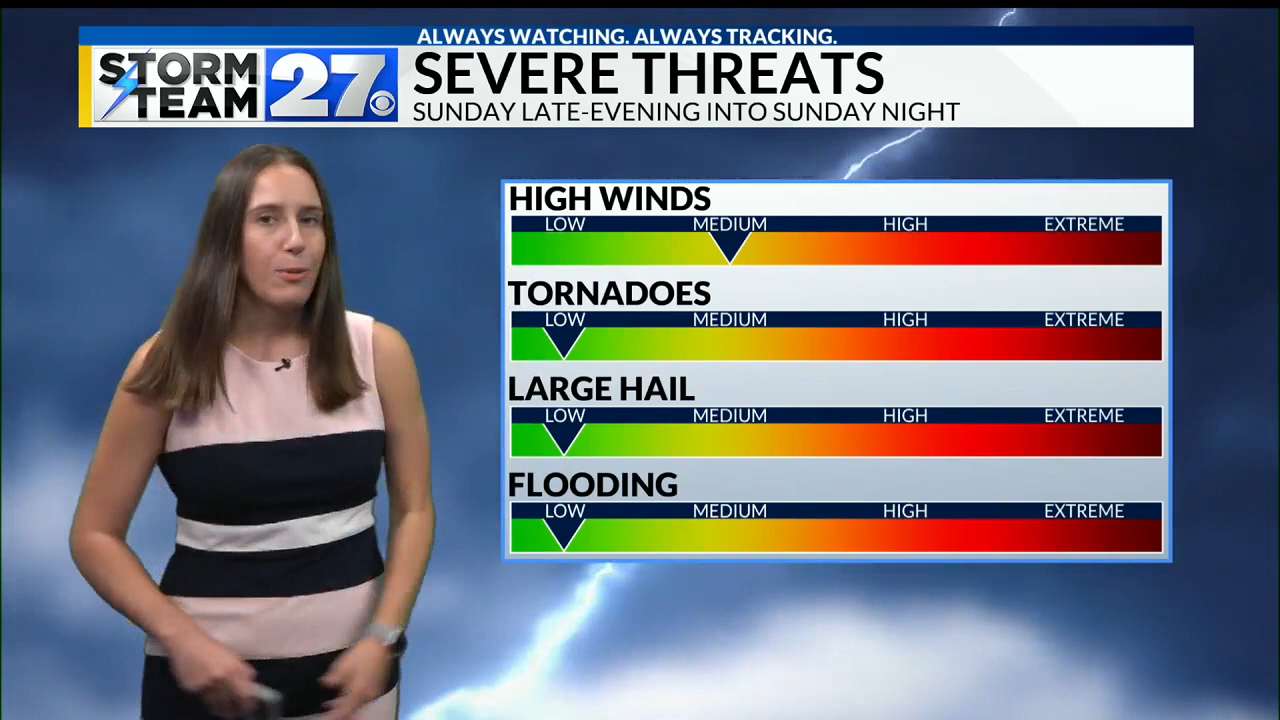 ALWAYS WATCHING. ALWAYS TRACKING.
STORM
TEAM
27
SEVERE THREATS
SUNDAY LATE-EVENING INTO SUNDAY NIGHT
HIGH WINDS
LOW MEDIUM HIGH EXTREME
TORNADOES
LOW MEDIUM HIGH EXTREME
LARGE HAIL
LOW MEDIUM HIGH EXTREME
FLOODING
LOW MEDIUM HIGH EXTREME